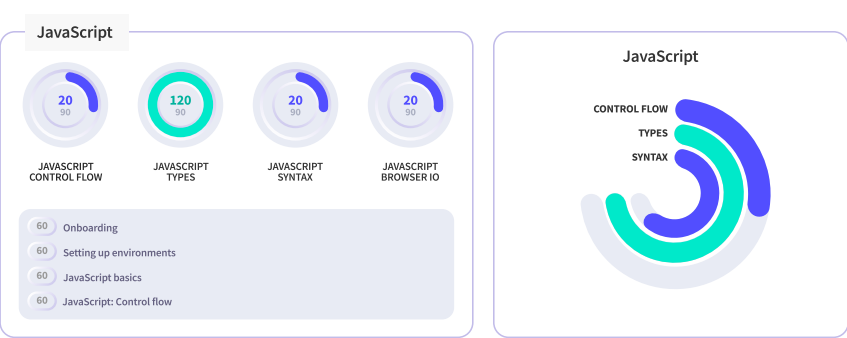 JavaScript
20
90
120
90
20
90
20
90
JAVASCRIPT
CONTROL FLOW
JAVASCRIPT
TYPES
JAVASCRIPT
SYNTAX
JAVASCRIPT
BROWSER IO
60 Onboarding
60 Setting up environments
60 JavaScript basics
60 JavaScript: Control flow
JavaScript
CONTROL FLOW
TYPES
SYNTAX